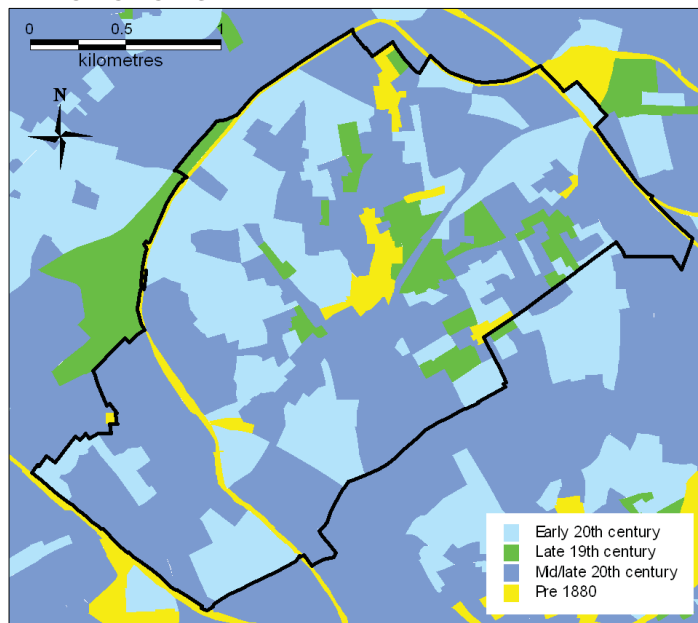 0 0.5 1
kilometres
N
Early 20th century
Late 19th century
Mid/late 20th century
Pre 1880